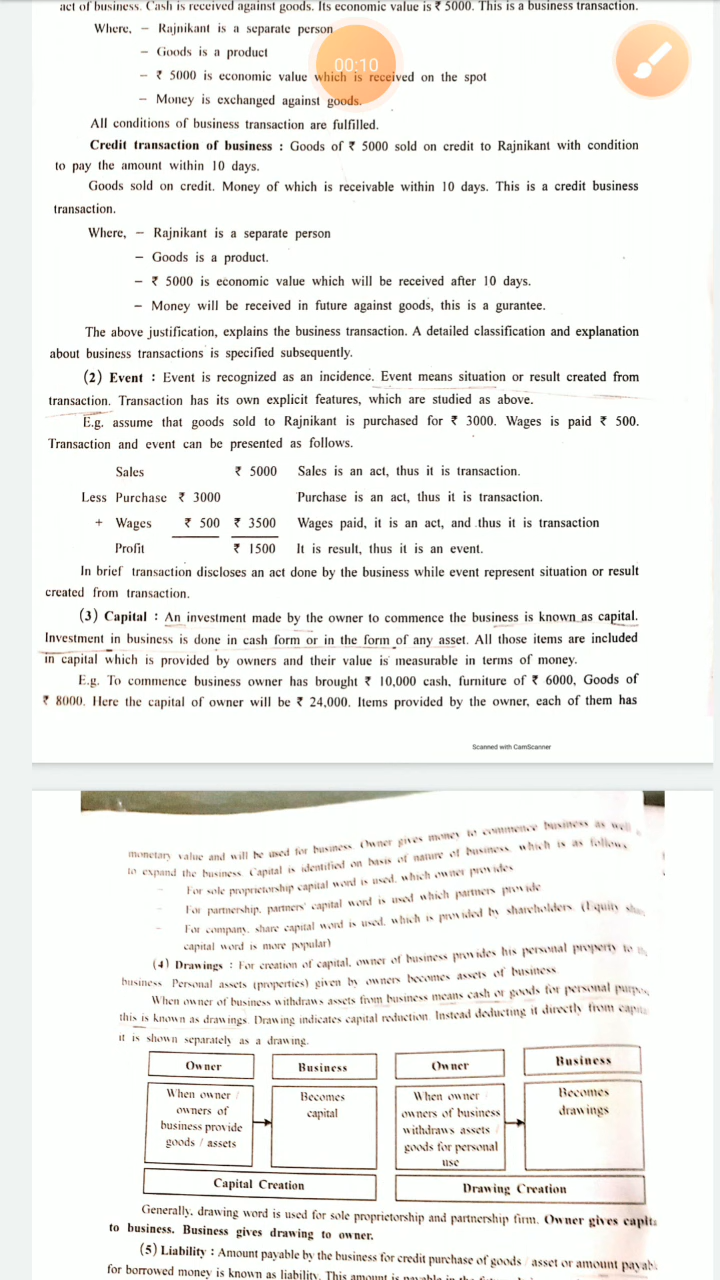 act of business. Cash is received against goods. Its economic value is ₹ 5000. This is a business transaction.
Where, – Rajnikant is a separate person
– Goods is a product
00:10
– ₹ 5000 is economic value which is received on the spot
– Money is exchanged against goods.
All conditions of business transaction are fulfilled.
Credit transaction of business : Goods of ₹ 5000 sold on credit to Rajnikant with condition
to pay the amount within 10 days.
Goods sold on credit. Money of which is receivable within 10 days. This is a credit business
transaction.
Where, – Rajnikant is a separate person
– Goods is a product.
– ₹ 5000 is economic value which will be received after 10 days.
– Money will be received in future against goods, this is a gurantee.
The above justification, explains the business transaction. A detailed classification and explanation
about business transactions is specified subsequently.
(2) Event : Event is recognized as an incidence. Event means situation or result created from
transaction. Transaction has its own explicit features, which are studied as above.
E.g. assume that goods sold to Rajnikant is purchased for ₹ 3000. Wages is paid ₹ 500.
Transaction and event can be presented as follows.
Sales ₹ 5000 Sales is an act, thus it is transaction.
Less Purchase ₹ 3000 Purchase is an act, thus it is transaction.
+ Wages ₹ 500 ₹ 3500 Wages paid, it is an act, and thus it is transaction
Profit ₹ 1500 It is result, thus it is an event.
In brief transaction discloses an act done by the business while event represent situation or result
created from transaction.
(3) Capital : An investment made by the owner to commence the business is known as capital.
Investment in business is done in cash form or in the form of any asset. All those items are included
in capital which is provided by owners and their value is measurable in terms of money.
E.g. To commence business owner has brought ₹ 10,000 cash, furniture of ₹ 6000, Goods of
₹ 8000. Here the capital of owner will be ₹ 24,000. Items provided by the owner, each of them has
Scanned with CamScanner
monetary value and will be used for business. Owner gives money to commence business as well
to expand the business. Capital is identified on basis of nature of business, which is as follows
– For sole proprietorship capital word is used, which owner provides
– For partnership, partners' capital word is used which partners provide
– For company, share capital word is used, which is provided by shareholders (Equity
capital word is more popular)
(4) Drawings : For creation of capital, owner of business provides his personal property to
business. Personal assets (properties) given by owners becomes assets of business
When owner of business withdraws assets from business means cash or goods for personal
this is known as drawings. Drawing indicates capital reduction. Instead deducting it directly from
it is shown separately as a drawing.
Owner Business Owner Business
When owner / owners of business provide goods / assets
Becomes capital
When owner / owners of business withdraws assets / goods for personal use
Becomes drawings
Capital Creation Drawing Creation
Generally, drawing word is used for sole proprietorship and partnership firm. Owner gives
to business. Business gives drawing to owner.
(5) Liability : Amount payable by the business for credit purchase of goods / asset or amount
for borrowed money is known as liability. This amount is payable in the